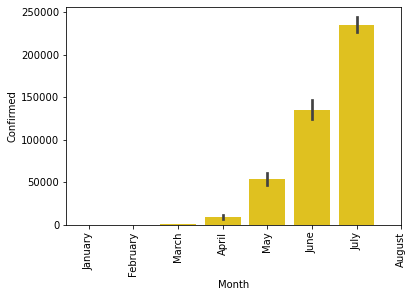 250000
200000
150000
100000
50000
0
Confirmed
January
February
March
April
May
June
July
August
Month